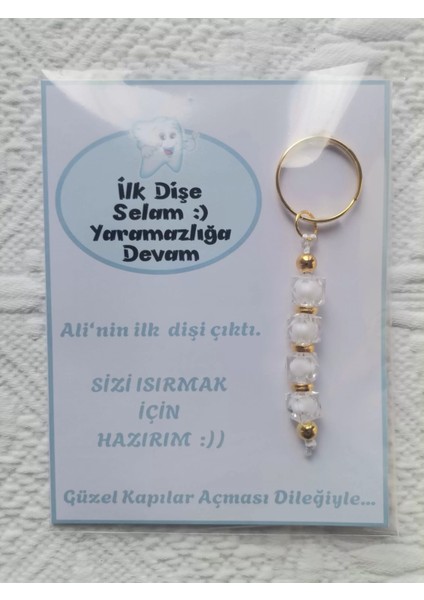 İlk Dişe
Selam :)
Yaramazlığa
Devam
Ali'nin ilk dişi çıktı.
SİZİ ISIRMAK
İÇİN
HAZIRIM :))
Güzel Kapılar Açması Dileğiyle...